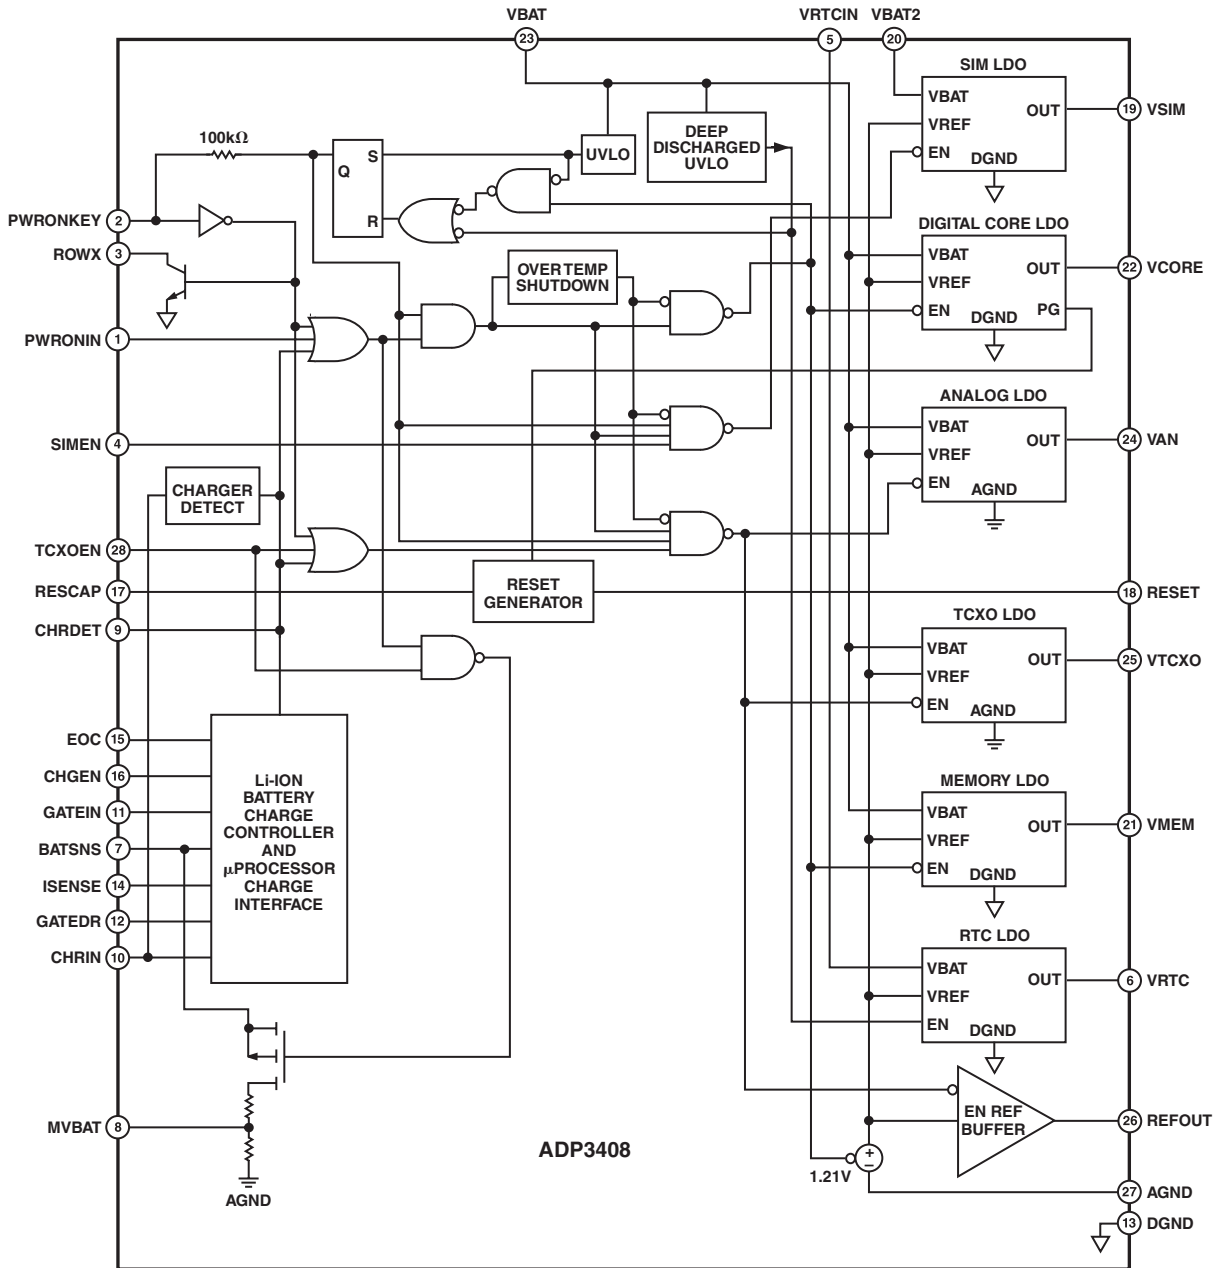 VBAT
VRTCIN
VBAT2
23
5
20
SIM LDO
VBAT
OUT
19
VSIM
VREF
EN
DGND
100kΩ
S
Q
R
UVLO
DEEP
DISCHARGED
UVLO
PWRONKEY
2
ROWX
3
DIGITAL CORE LDO
VBAT
OUT
22
VCORE
VREF
EN
PG
DGND
OVER TEMP
SHUTDOWN
PWRONIN
1
ANALOG LDO
VBAT
OUT
24
VAN
VREF
EN
AGND
SIMEN
4
CHARGER
DETECT
TCXOEN
28
RESCAP
17
RESET
GENERATOR
18
RESET
CHRDET
9
TCXO LDO
VBAT
OUT
25
VTCXO
VREF
EN
AGND
EOC
15
CHGEN
16
GATEIN
11
BATSNS
7
ISENSE
14
GATEDR
12
CHRIN
10
Li-ION
BATTERY
CHARGE
CONTROLLER
AND
µPROCESSOR
CHARGE
INTERFACE
MEMORY LDO
VBAT
OUT
21
VMEM
VREF
EN
DGND
RTC LDO
VBAT
OUT
6
VRTC
VREF
EN
DGND
MVBAT
8
AGND
ADP3408
EN REF
BUFFER
26
REFOUT
+
–
1.21V
27
AGND
13
DGND